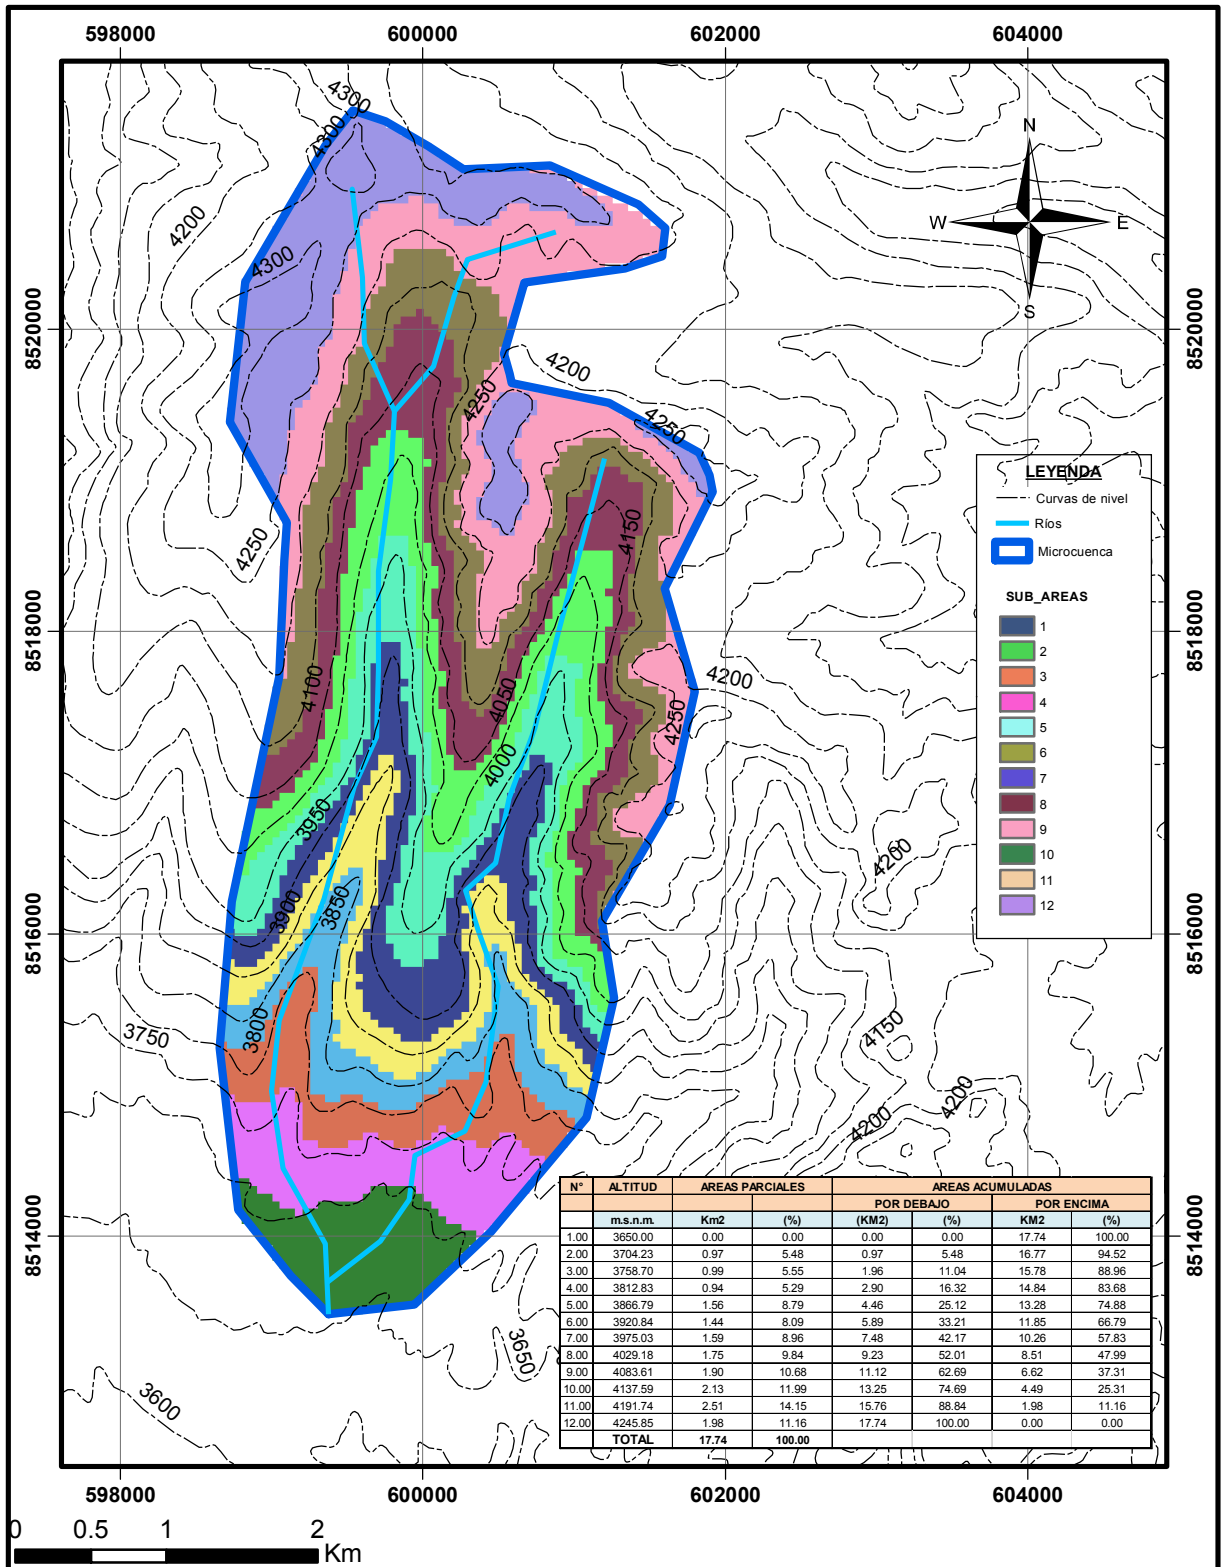 598000 600000 602000 604000
4300
4300
4200
4300
N
W E
S
8520000 8520000
4200
4250
4250
4250
4150
LEYENDA
Curvas de nivel
Ríos
Microcuenca
SUB_AREAS
1
2
3
4
5
6
7
8
9
10
11
12
8518000 8518000
4100
4050
4200
4250
4000
3950
4200
3900
3850
8516000 8516000
3800
3750
4150
4200
4200
N° ALTITUD AREAS PARCIALES AREAS ACUMULADAS
POR DEBAJO POR ENCIMA
m.s.n.m. Km2 (%) (KM2) (%) KM2 (%)
1.00 3650.00 0.00 0.00 0.00 0.00 17.74 100.00
2.00 3704.23 0.97 5.48 0.97 5.48 16.77 94.52
3.00 3758.70 0.99 5.55 1.96 11.04 15.78 88.96
4.00 3812.83 0.94 5.29 2.90 16.32 14.84 83.68
5.00 3866.79 1.56 8.79 4.46 25.12 13.28 74.88
6.00 3920.84 1.44 8.09 5.89 33.21 11.85 66.79
7.00 3975.03 1.59 8.96 7.48 42.17 10.26 57.83
8.00 4029.18 1.75 9.84 9.23 52.01 8.51 47.99
9.00 4083.61 1.90 10.68 11.12 62.69 6.62 37.31
10.00 4137.59 2.13 11.99 13.25 74.69 4.49 25.31
11.00 4191.74 2.51 14.15 15.76 88.84 1.98 11.16
12.00 4245.85 1.98 11.16 17.74 100.00 0.00 0.00
TOTAL 17.74 100.00
8514000 8514000
3650
3600
598000 600000 602000 604000
0 0.5 1 2
Km